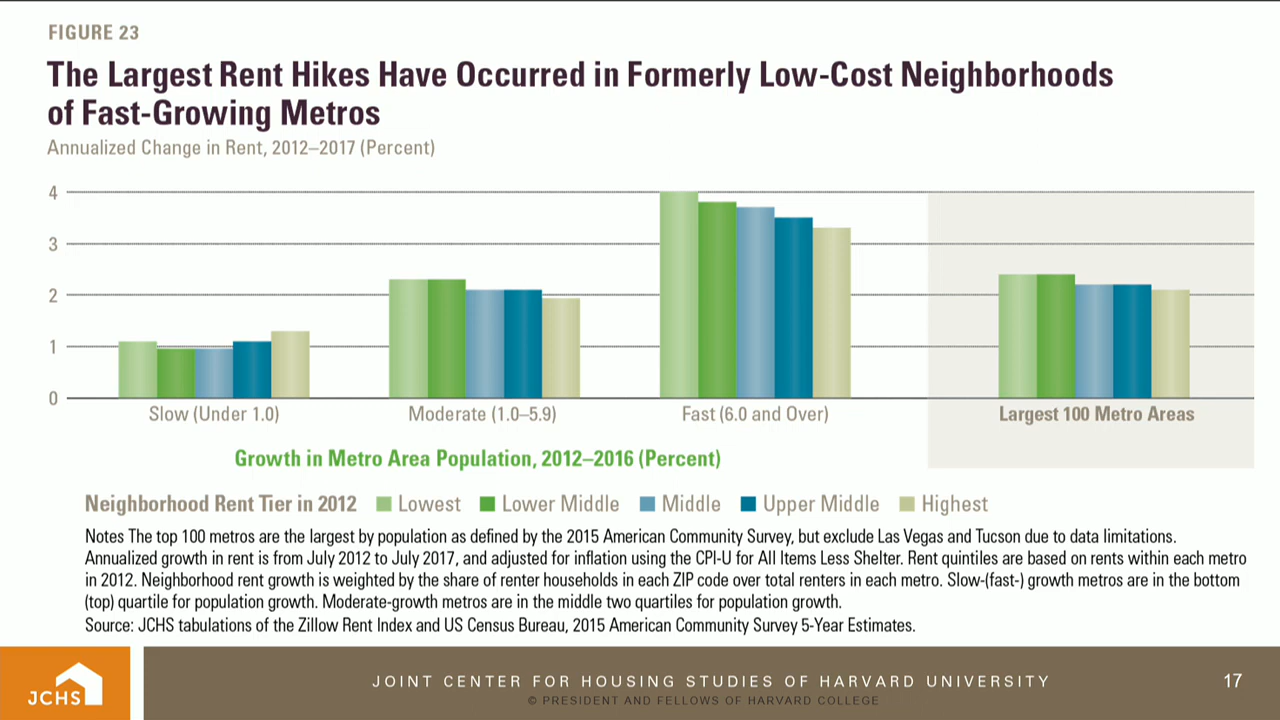 FIGURE 23
The Largest Rent Hikes Have Occurred in Formerly Low-Cost Neighborhoods
of Fast-Growing Metros
Annualized Change in Rent, 2012–2017 (Percent)
4
3
2
1
0
Slow (Under 1.0)
Moderate (1.0–5.9)
Fast (6.0 and Over)
Largest 100 Metro Areas
Growth in Metro Area Population, 2012–2016 (Percent)
Neighborhood Rent Tier in 2012 Lowest Lower Middle Middle Upper Middle Highest
Notes The top 100 metros are the largest by population as defined by the 2015 American Community Survey, but exclude Las Vegas and Tucson due to data limitations.
Annualized growth in rent is from July 2012 to July 2017, and adjusted for inflation using the CPI-U for All Items Less Shelter. Rent quintiles are based on rents within each metro
in 2012. Neighborhood rent growth is weighted by the share of renter households in each ZIP code over total renters in each metro. Slow-(fast-) growth metros are in the bottom
(top) quartile for population growth. Moderate-growth metros are in the middle two quartiles for population growth.
Source: JCHS tabulations of the Zillow Rent Index and US Census Bureau, 2015 American Community Survey 5-Year Estimates.
JCHS
JOINT CENTER FOR HOUSING STUDIES OF HARVARD UNIVERSITY
© PRESIDENT AND FELLOWS OF HARVARD COLLEGE
17